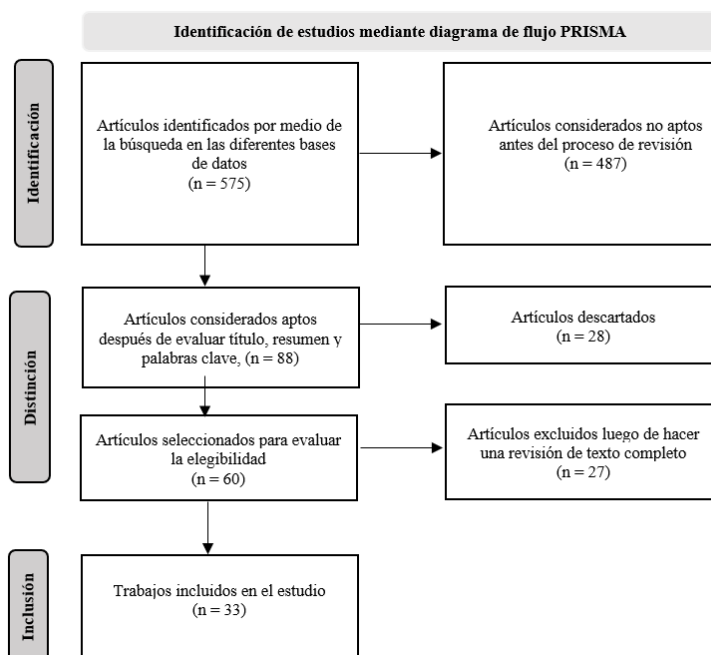 Identificación de estudios mediante diagrama de flujo PRISMA
Identificación
Artículos identificados por medio de
la búsqueda en las diferentes bases
de datos
(n = 575)
Artículos considerados no aptos
antes del proceso de revisión
(n = 487)
Distinción
Artículos considerados aptos
después de evaluar título, resumen y
palabras clave, (n = 88)
Artículos descartados
(n = 28)
Artículos seleccionados para evaluar
la elegibilidad
(n = 60)
Artículos excluidos luego de hacer
una revisión de texto completo
(n = 27)
Inclusión
Trabajos incluidos en el estudio
(n = 33)